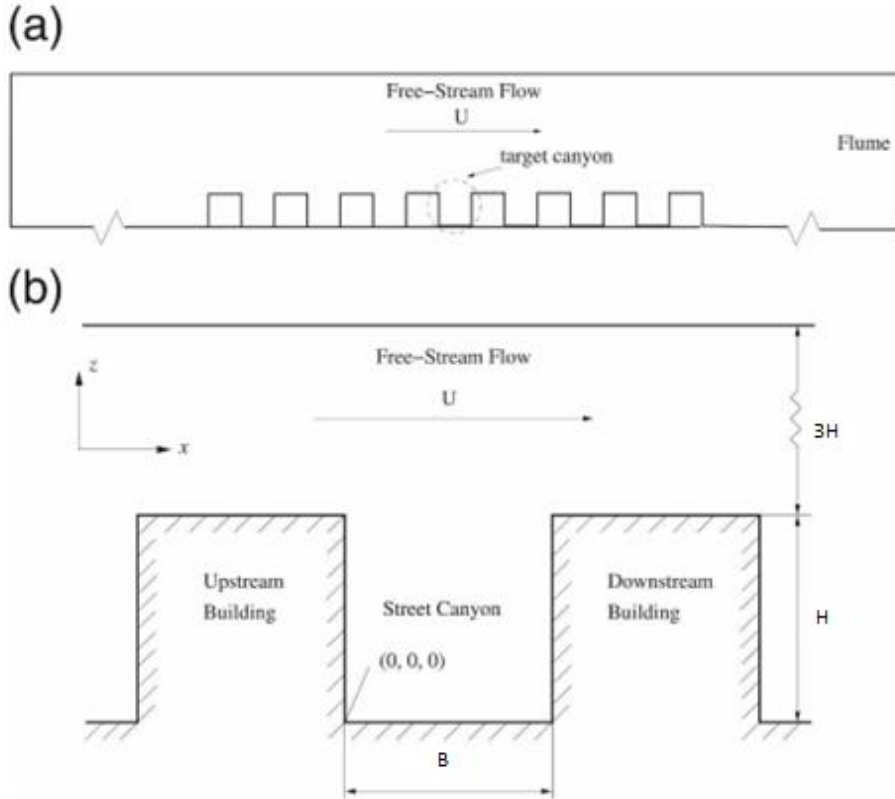 (a)
Free-Stream Flow
U
target canyon
Flume
(b)
Free-Stream Flow
U
z
x
3H
Upstream
Building
Street Canyon
Downstream
Building
H
(0, 0, 0)
B